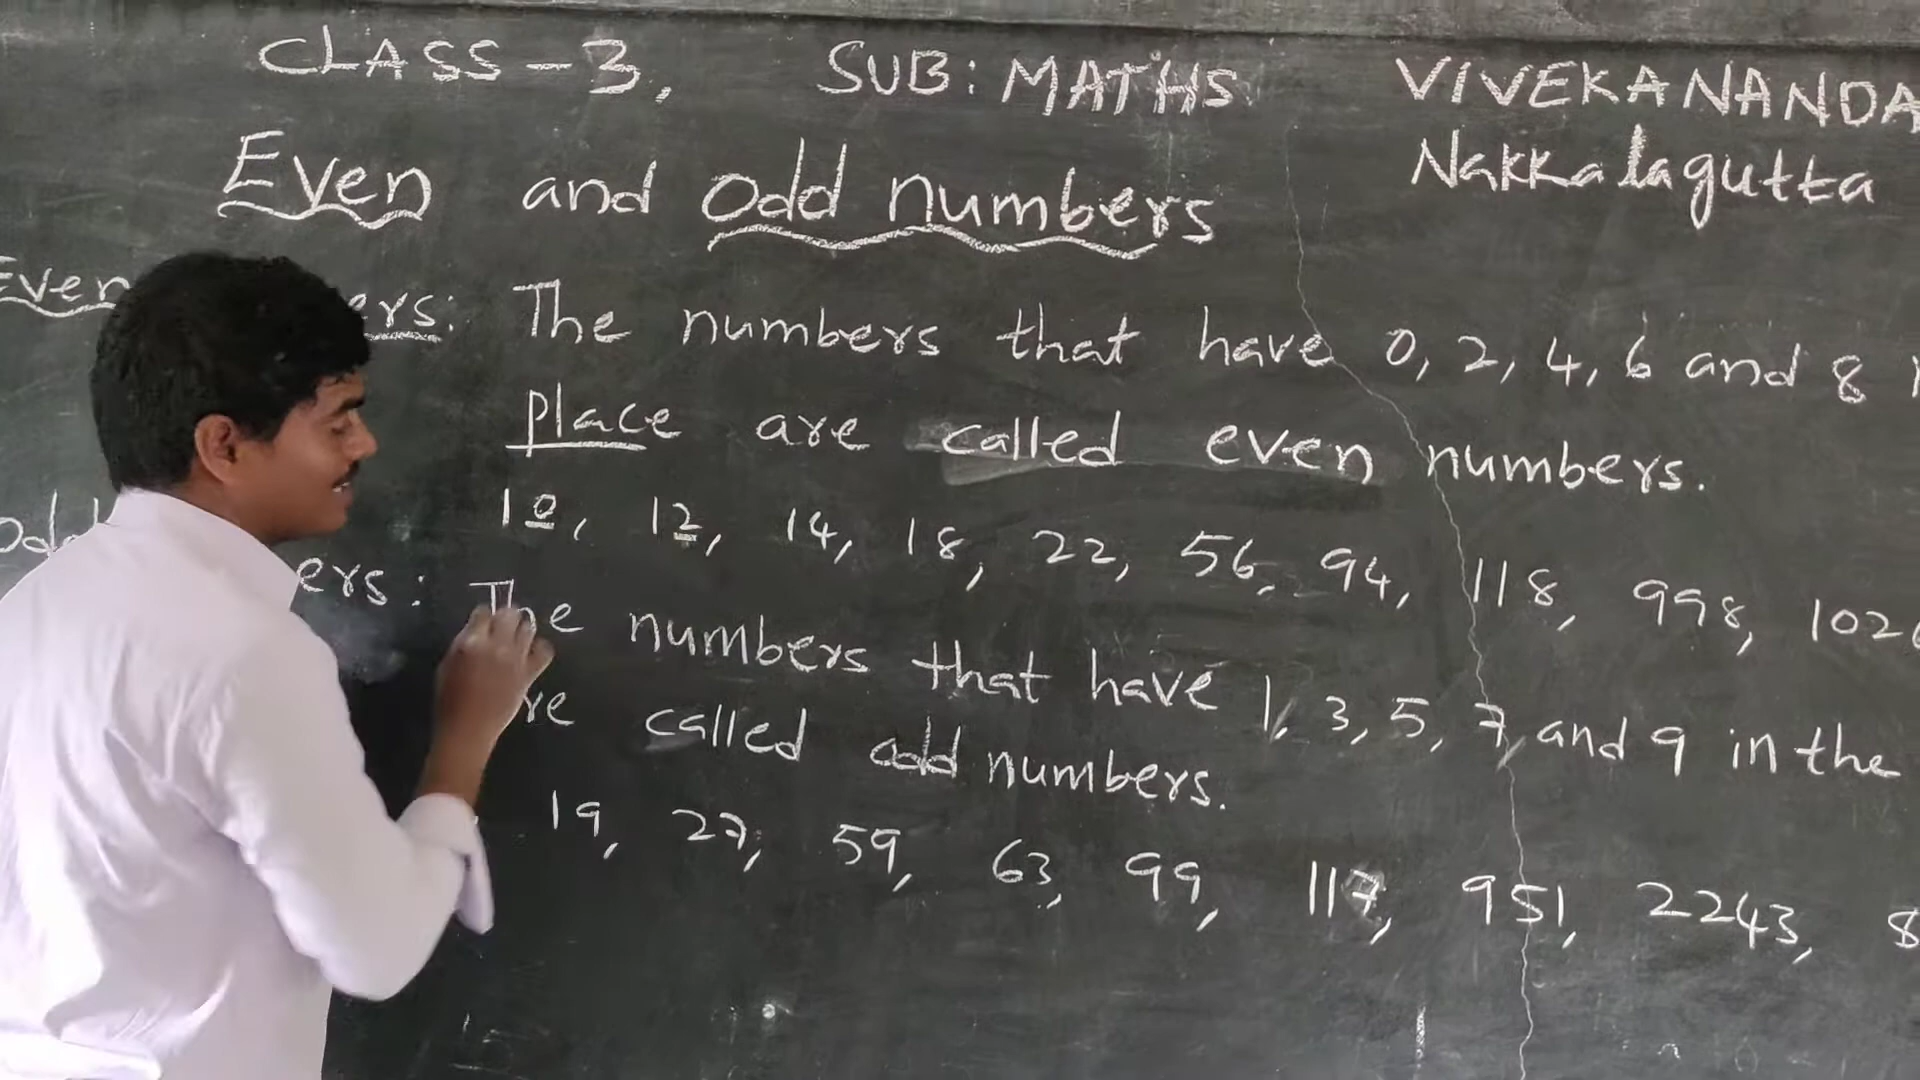 CLASS - 3, SUB: MATHS VIVEKANANDA
Nakkalagutta
Even and Odd numbers
Even ers: The numbers that have 0, 2, 4, 6 and 8
place are called even numbers.
10, 12, 14, 18, 22, 56, 94, 118, 998, 102
Odd ers: The numbers that have 1, 3, 5, 7, and 9 in the
re called odd numbers.
19, 27, 59, 63, 99, 117, 951, 2243, 8